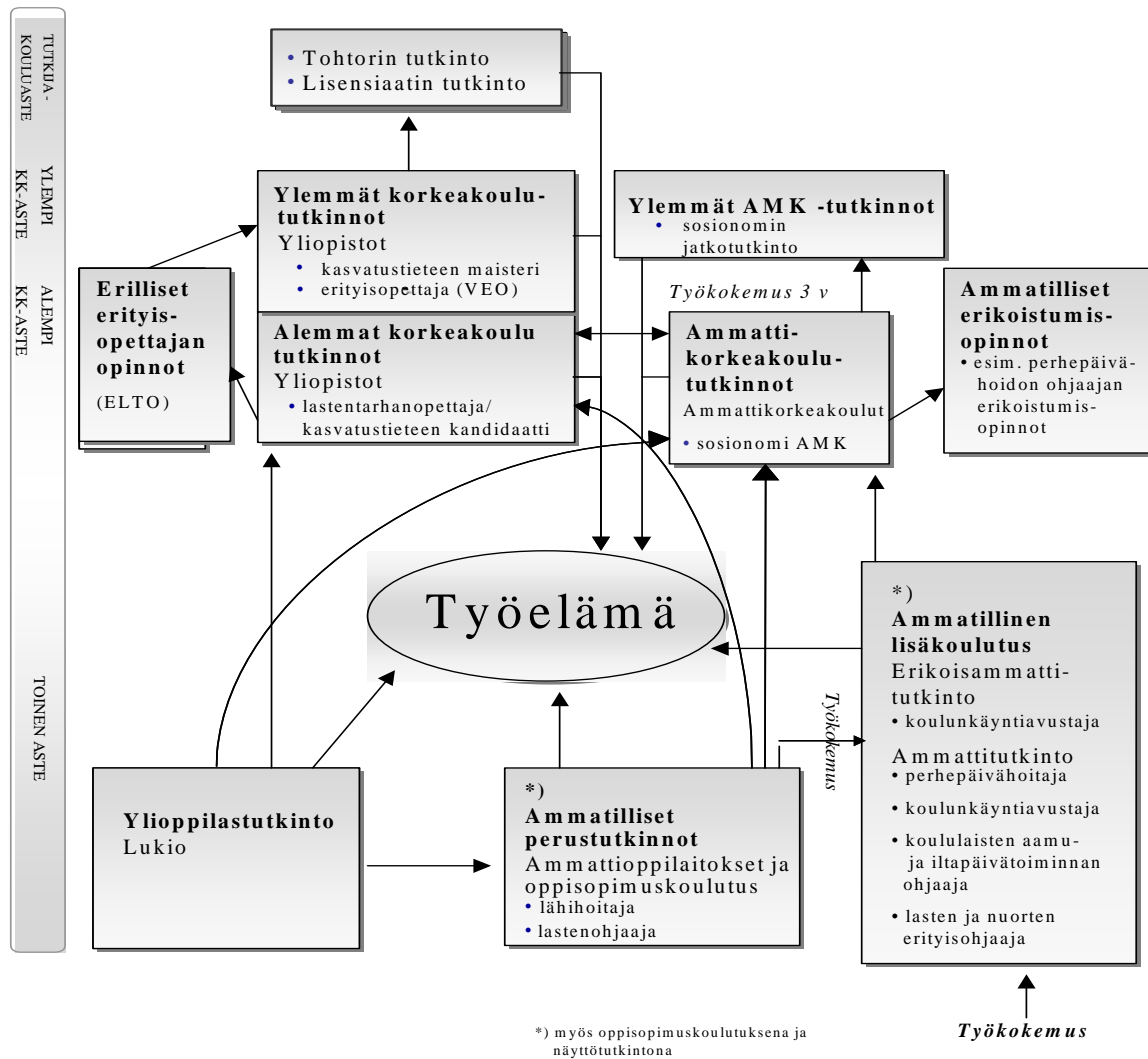 TUTKIJA -
KOULUASTE
YLEMPI
KK-ASTE
ALEMPI
KK-ASTE
TOINEN ASTE
• Tohtorin tutkinto
• Lisensiaatin tutkinto
Ylemmät korkeakoulu-
tutkinnot
Yliopistot
• kasvatustieteen maisteri
• erityisopettaja (VEO)
Ylemmät AMK -tutkinnot
• sosionomin
jatkotutkinto
Erilliset
erityis-
opettajan
opinnot
(ELTO)
Alemmat korkeakoulu
tutkinnot
Yliopistot
• lastentarhanopettaja/
kasvatustieteen kandidaatti
Työkokemus 3 v
Ammatti-
korkeakoulu-
tutkinnot
Ammattikorkeakoulut
• sosionomi AMK
Ammatilliset
erikoistumis-
opinnot
• esim. perhepäivä-
hoidon ohjaajan
erikoistumis-
opinnot
Työelämä
Ylioppilastutkinto
Lukio
*)
Ammatilliset
perustutkinnot
Ammattioppilaitokset ja
oppisopimuskoulutus
• lähihoitaja
• lastenohjaaja
Työkokemus
*)
Ammatillinen
lisäkoulutus
Erikoisammatti-
tutkinto
• koulunkäyntiavustaja
Ammattitutkinto
• perhepäivähoitaja
• koulunkäyntiavustaja
• koululaisten aamu-
ja iltapäivätoiminnan
ohjaaja
• lasten ja nuorten
erityisohjaaja
Työkokemus
*) myös oppisopimuskoulutuksena ja
näyttötutkintona